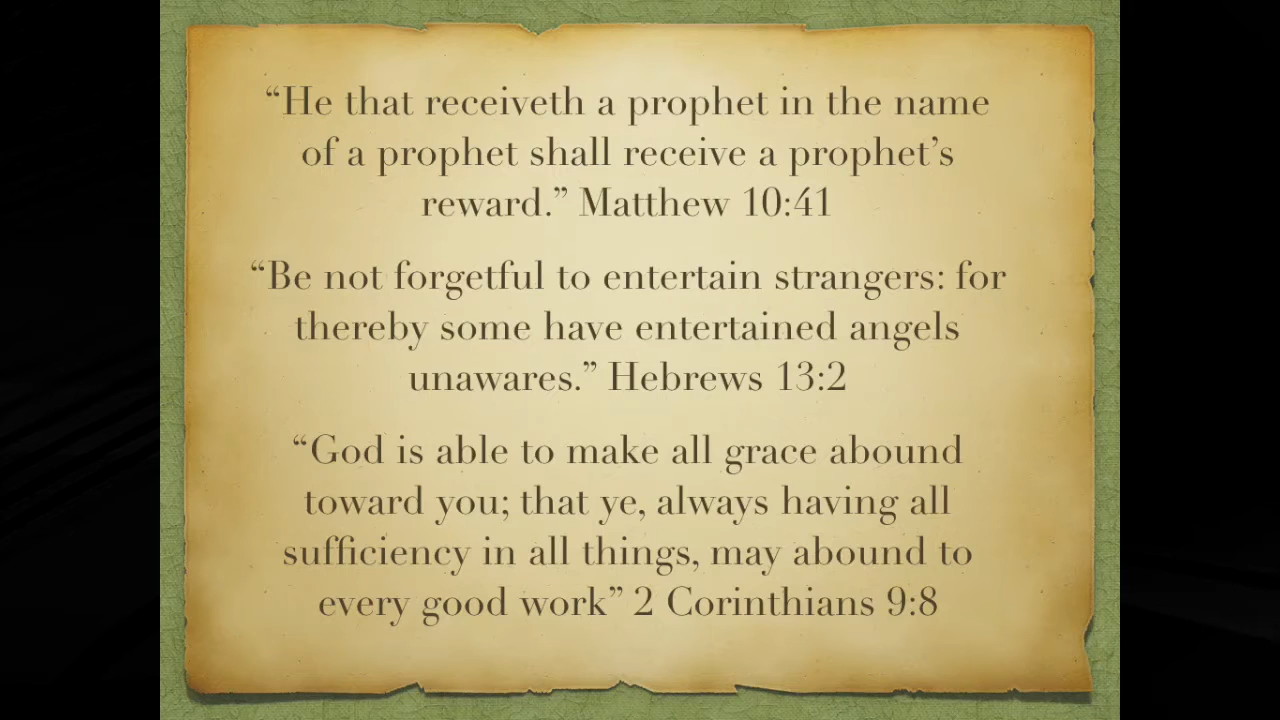 “He that receiveth a prophet in the name
of a prophet shall receive a prophet’s
reward.” Matthew 10:41
“Be not forgetful to entertain strangers: for
thereby some have entertained angels
unawares.” Hebrews 13:2
“God is able to make all grace abound
toward you; that ye, always having all
sufficiency in all things, may abound to
every good work” 2 Corinthians 9:8